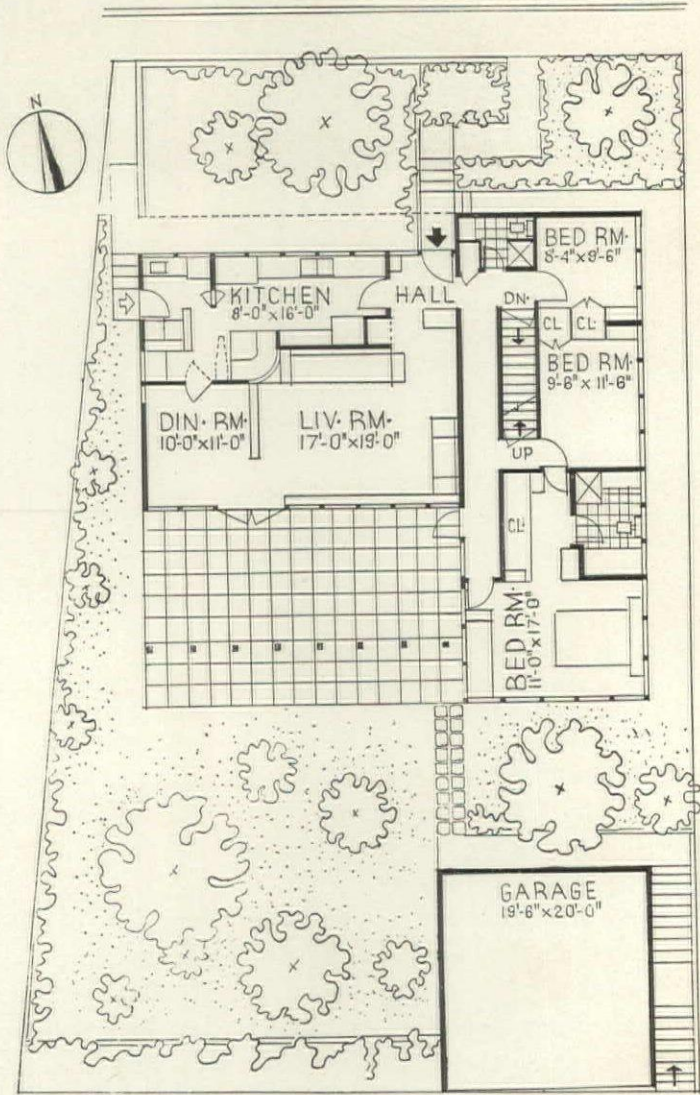 N
BED RM.
8'-4" x 9'-6"
KITCHEN
8'-0" x 16'-0"
HALL
DN.
CL
CL.
BED RM.
9'-6" x 11'-6"
DIN. RM.
10'-0" x 11'-0"
LIV. RM.
17'-0" x 19'-0"
UP
CL.
BED RM.
11'-0" x 17'-0"
GARAGE
19'-6" x 20'-0"